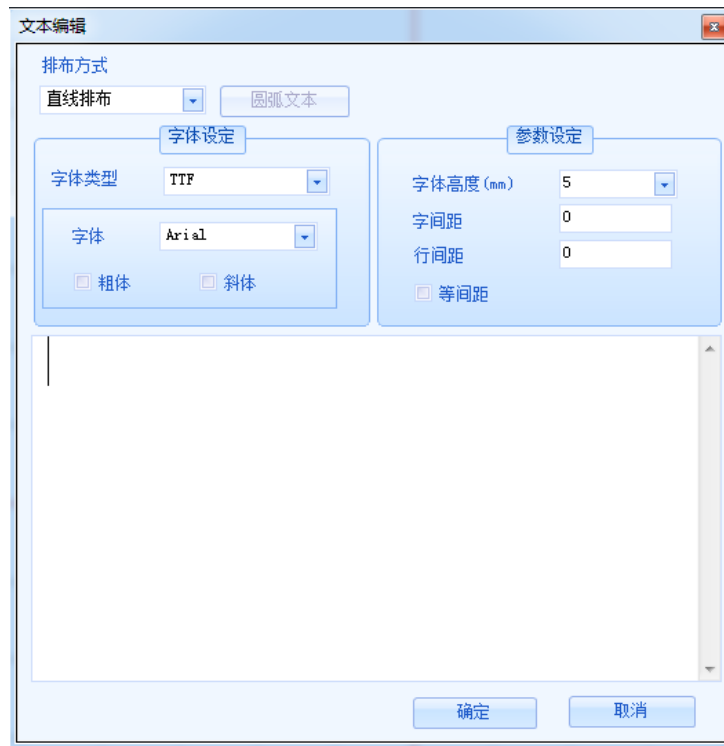 文本编辑
排布方式
直线排布 圆弧文本
字体设定
字体类型 TTF
字体 Arial
粗体 斜体
参数设定
字体高度(mm) 5
字间距 0
行间距 0
等间距
确定 取消